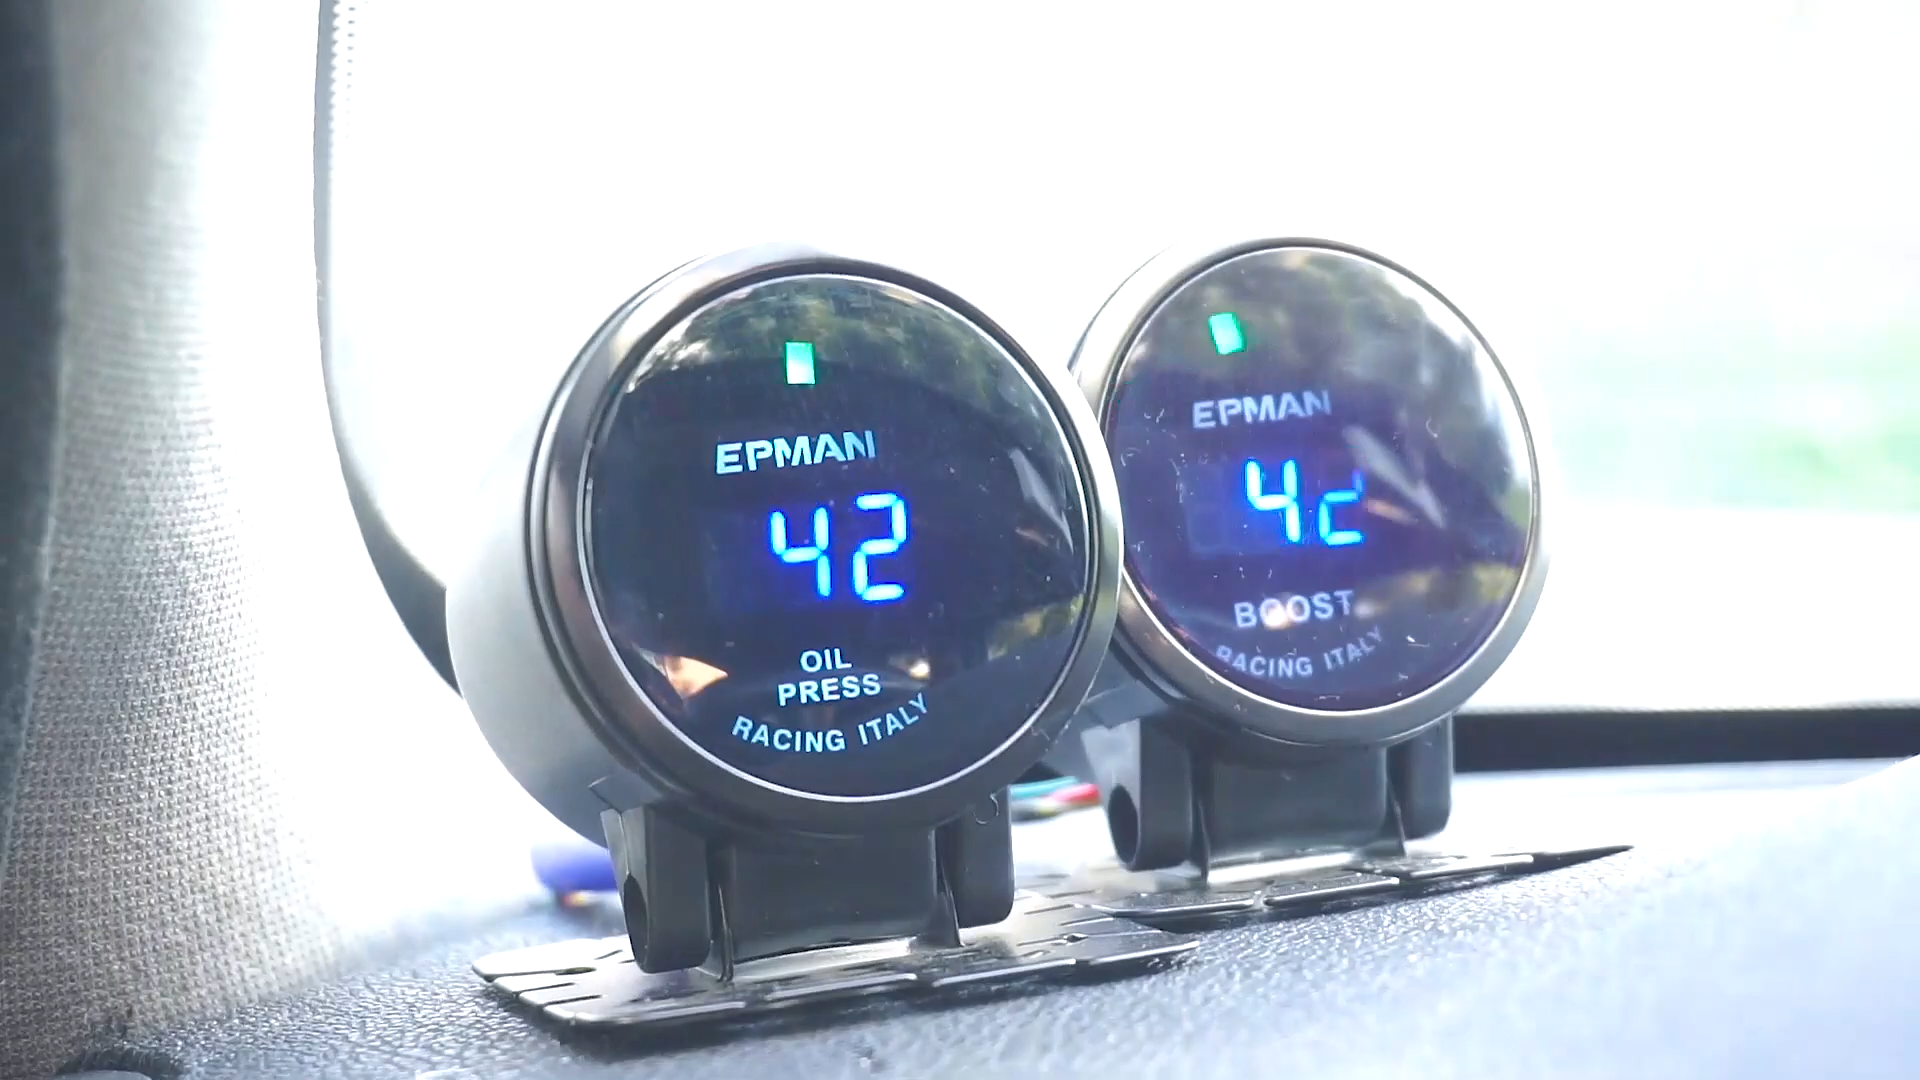 EPMAN
42
OIL
PRESS
RACING ITALY
EPMAN
4c
BOOST
RACING ITALY